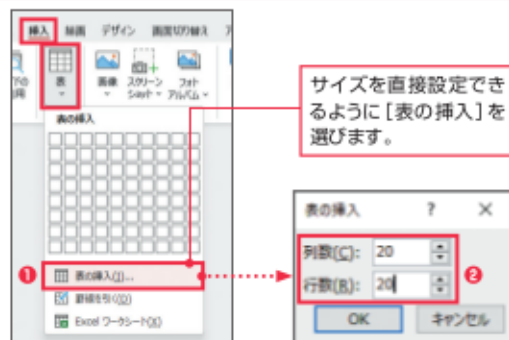 挿入 描画 デザイン 画面切り替え
表 画像 スクリーンショット フォトアルバム
表の挿入
サイズを直接設定でき
るように[表の挿入]を
選びます。
❶ 表の挿入(I)...
罫線を引く(D)
Excel ワークシート(X)
表の挿入 ? ×
列数(C): 20
行数(R): 20 ❷
OK キャンセル